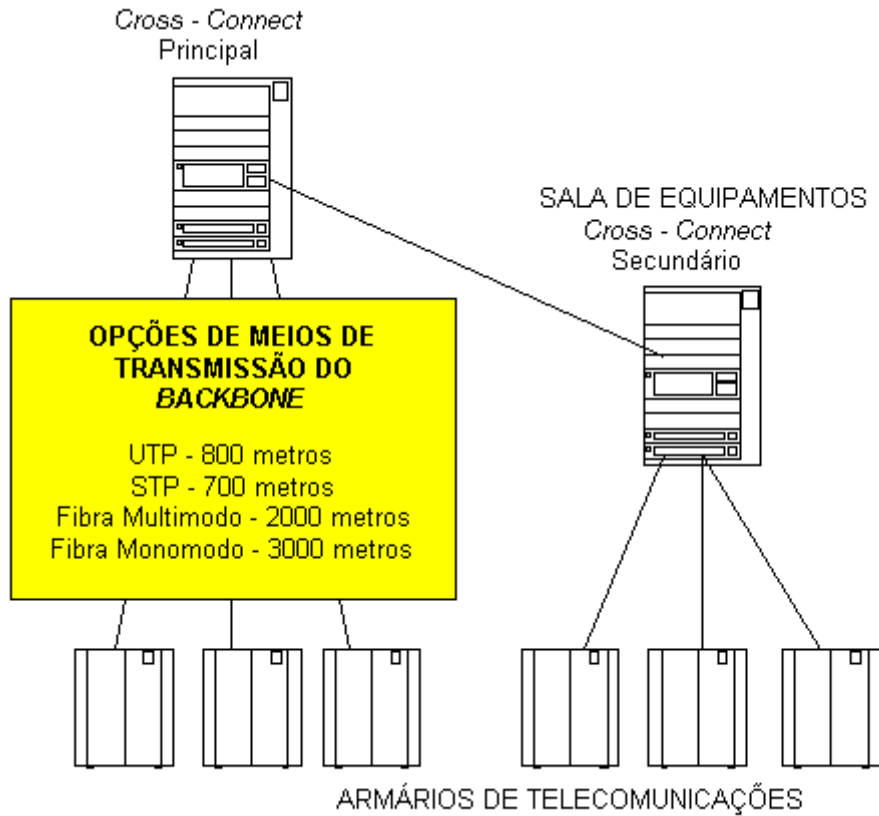 Cross - Connect
Principal
SALA DE EQUIPAMENTOS
Cross - Connect
Secundário
OPÇÕES DE MEIOS DE
TRANSMISSÃO DO
BACKBONE
UTP - 800 metros
STP - 700 metros
Fibra Multimodo - 2000 metros
Fibra Monomodo - 3000 metros
ARMÁRIOS DE TELECOMUNICAÇÕES